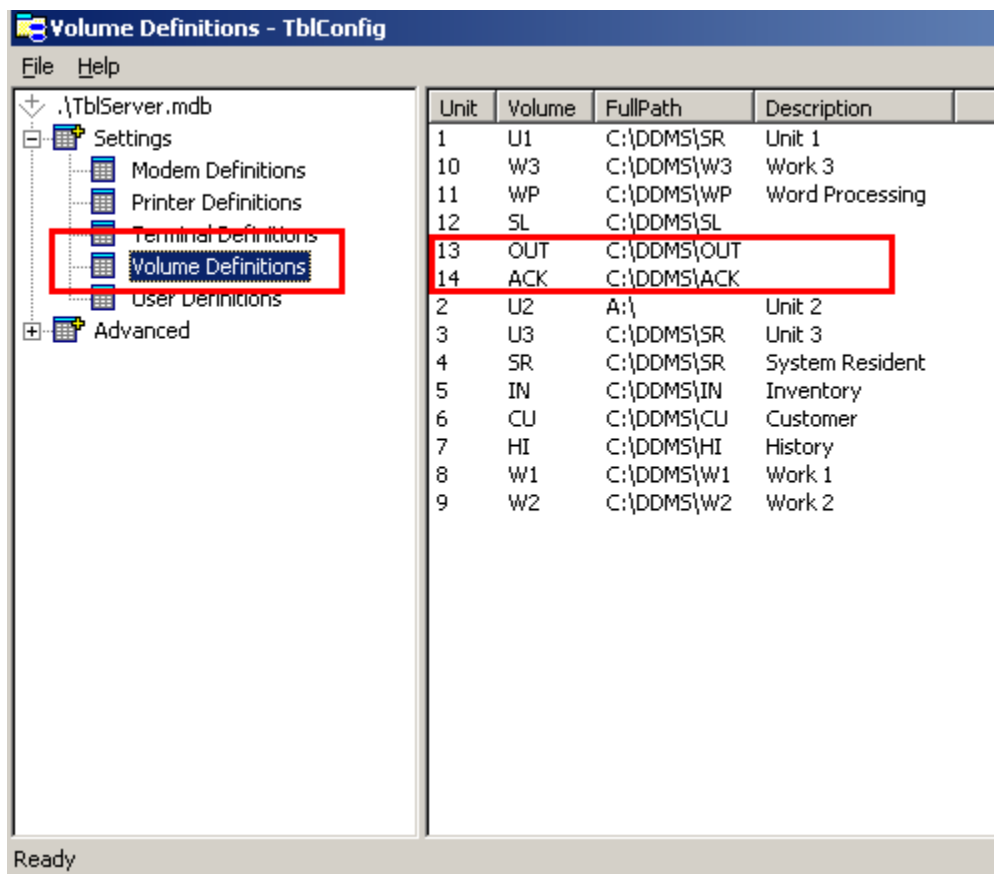 Volume Definitions - TblConfig
File Help
.\TblServer.mdb
Settings
Modem Definitions
Printer Definitions
Terminal Definitions
Volume Definitions
User Definitions
Advanced
Unit Volume FullPath Description
1 U1 C:\DDMS\SR Unit 1
10 W3 C:\DDMS\W3 Work 3
11 WP C:\DDMS\WP Word Processing
12 SL C:\DDMS\SL
13 OUT C:\DDMS\OUT
14 ACK C:\DDMS\ACK
2 U2 A:\ Unit 2
3 U3 C:\DDMS\SR Unit 3
4 SR C:\DDMS\SR System Resident
5 IN C:\DDMS\IN Inventory
6 CU C:\DDMS\CU Customer
7 HI C:\DDMS\HI History
8 W1 C:\DDMS\W1 Work 1
9 W2 C:\DDMS\W2 Work 2
Ready